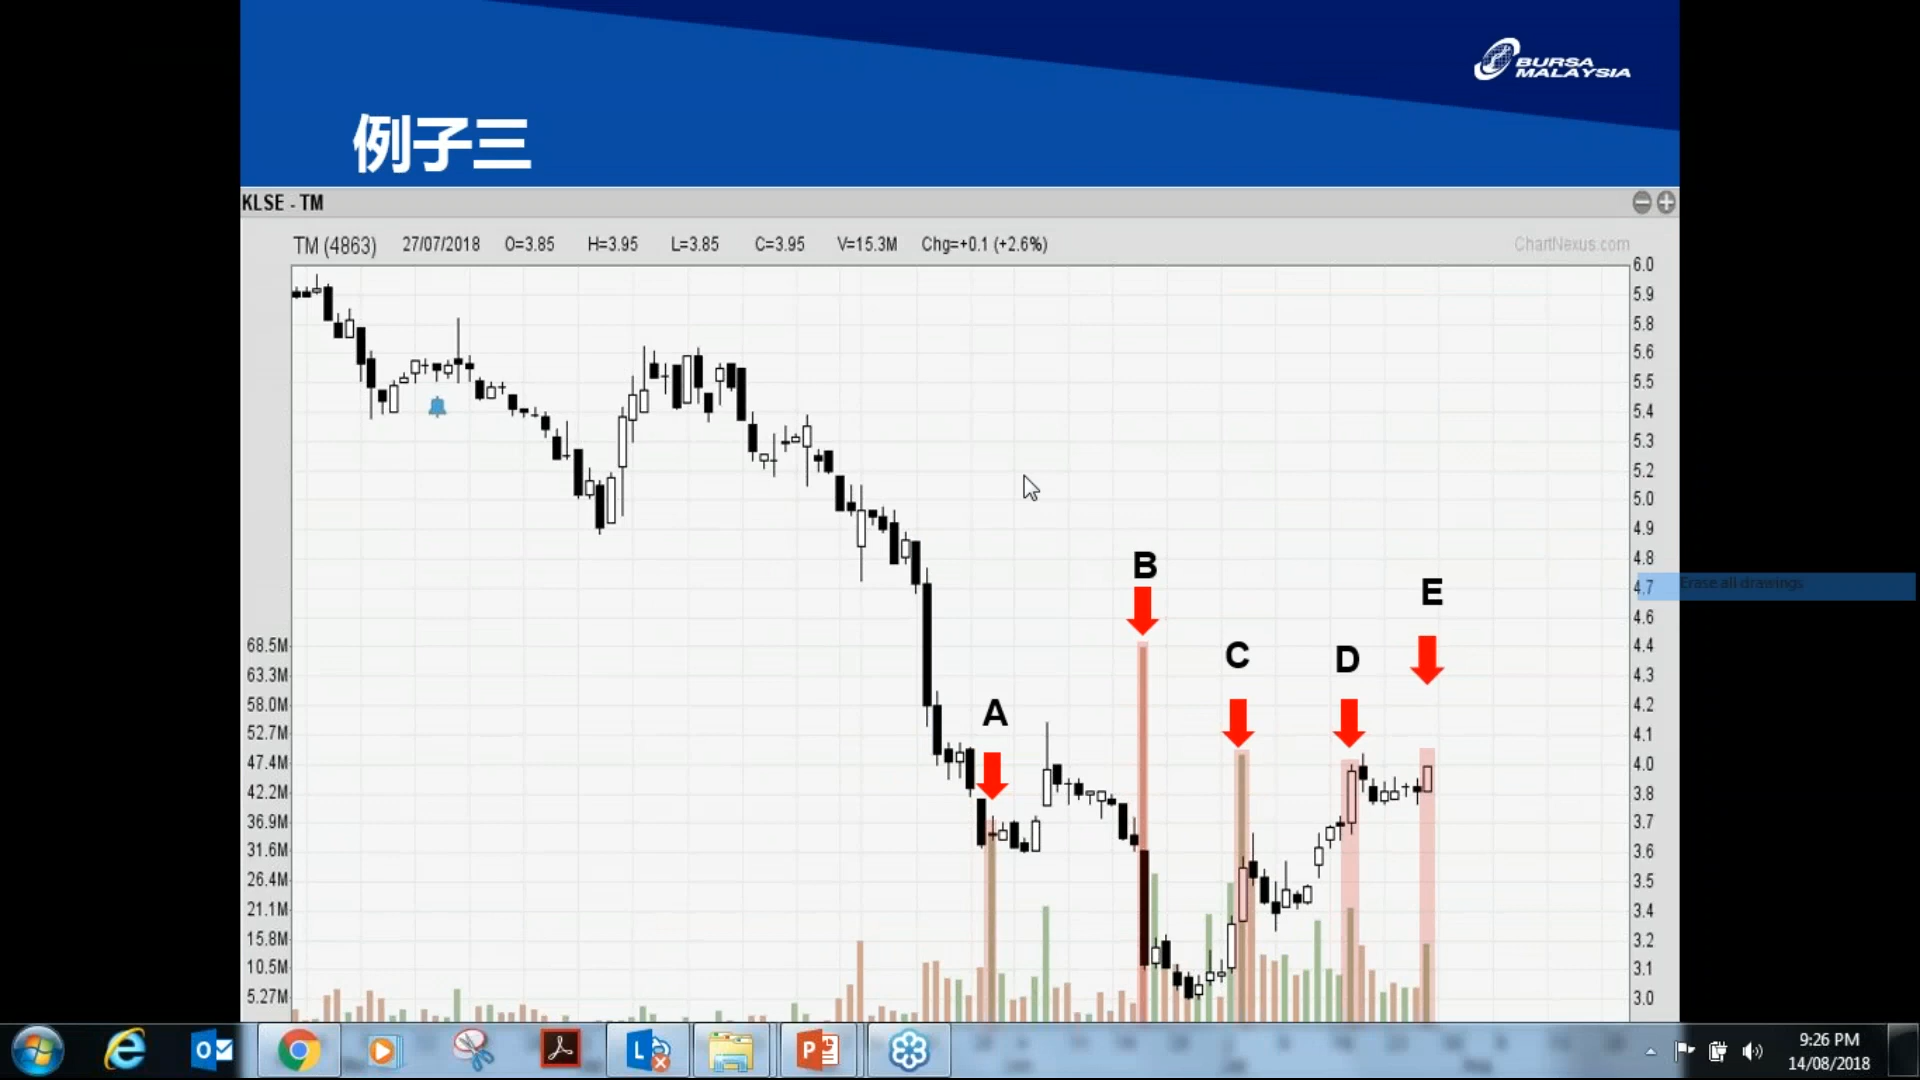 BURSA
MALAYSIA
例子三
KLSE - TM
TM (4863) 27/07/2018 O=3.85 H=3.95 L=3.85 C=3.95 V=15.3M Chg=+0.1 (+2.6%)
ChartNexus.com
6.0
5.9
5.8
5.6
5.5
5.4
5.3
5.2
5.0
4.9
4.8
4.7
4.6
4.4
4.3
4.2
4.1
4.0
3.8
3.7
3.6
3.5
3.4
3.2
3.1
3.0
68.5M
63.3M
58.0M
52.7M
47.4M
42.2M
36.9M
31.6M
26.4M
21.1M
15.8M
10.5M
5.27M
A
B
C
D
E
Erase all drawings
9:26 PM
14/08/2018